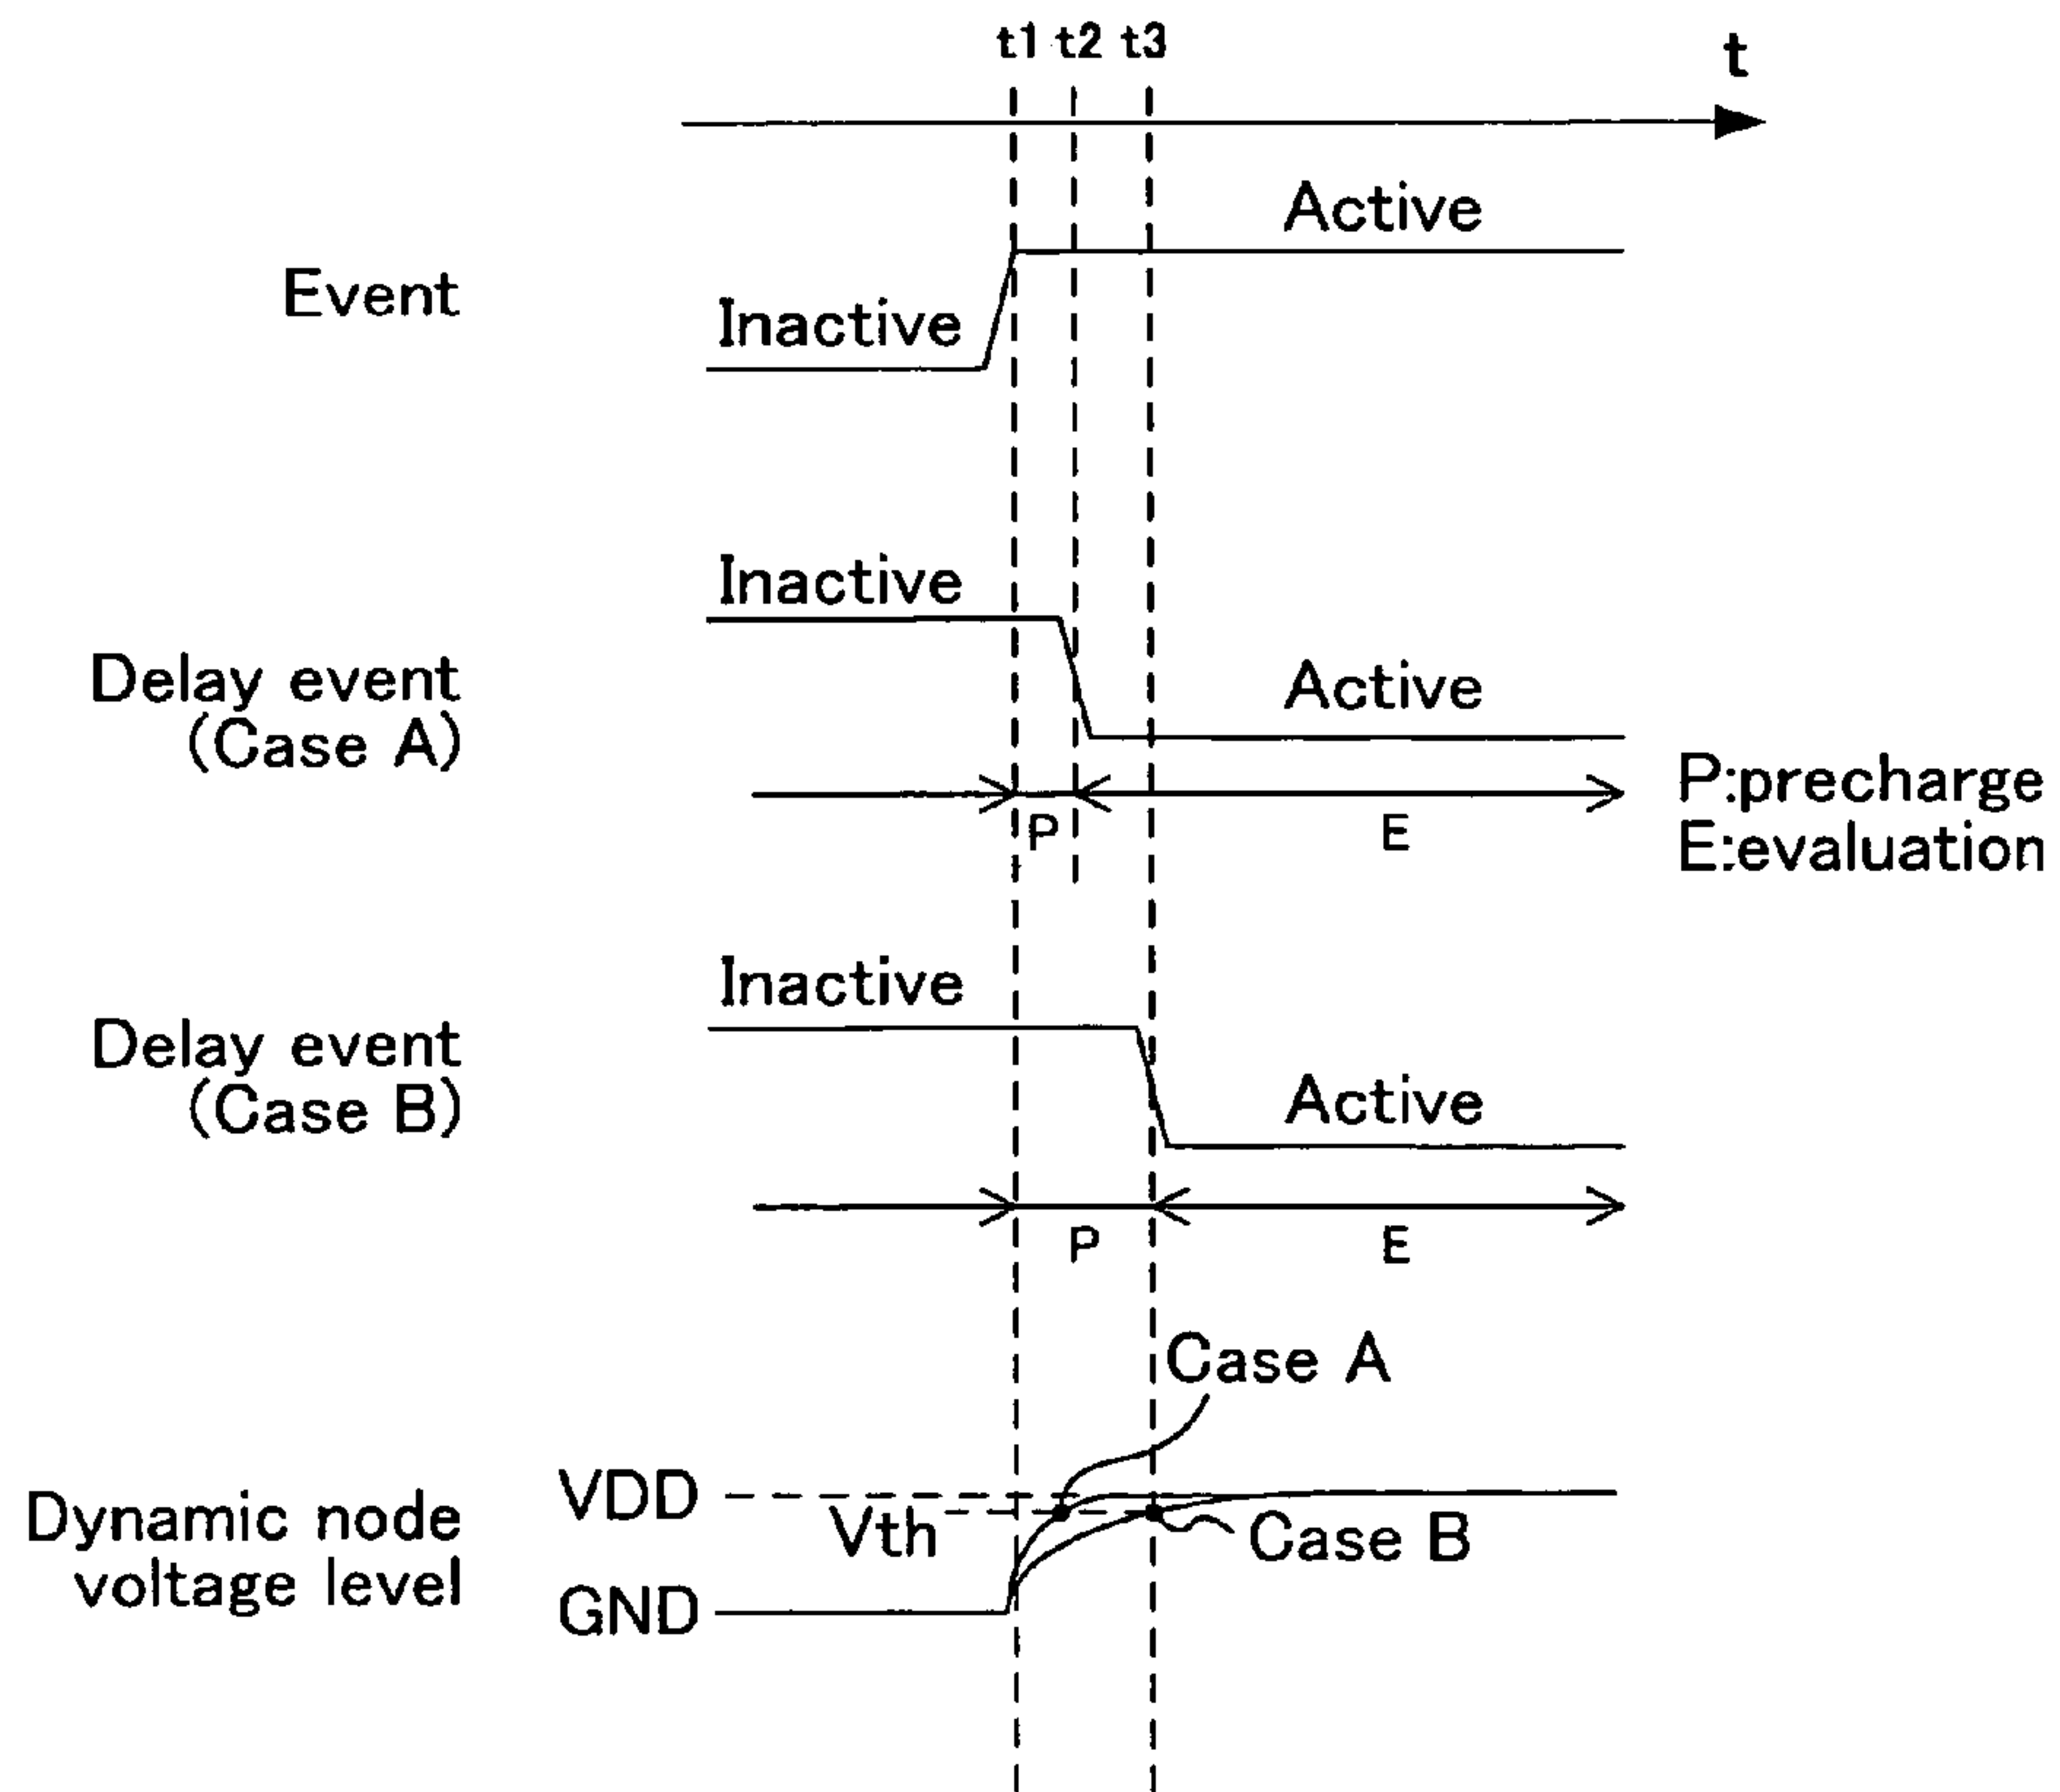 t1 t2 t3
t
Active
Event
Inactive
Inactive
Delay event
(Case A)
Active
P:precharge
E:evaluation
P
E
Inactive
Delay event
(Case B)
Active
P
E
Case A
VDD
Vth
Case B
Dynamic node
voltage level
GND